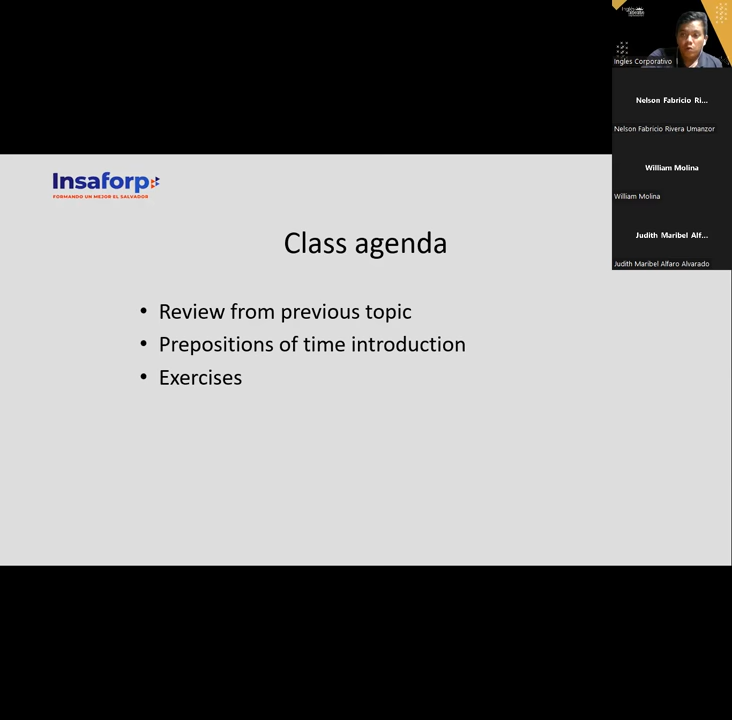 Inglés
Ingles Corporativo
Nelson Fabricio Ri...
Nelson Fabricio Rivera Umanzor
William Molina
William Molina
Judith Maribel Alf...
Judith Maribel Alfaro Alvarado
Insaforp
FORMANDO UN MEJOR EL SALVADOR
Class agenda
• Review from previous topic
• Prepositions of time introduction
• Exercises